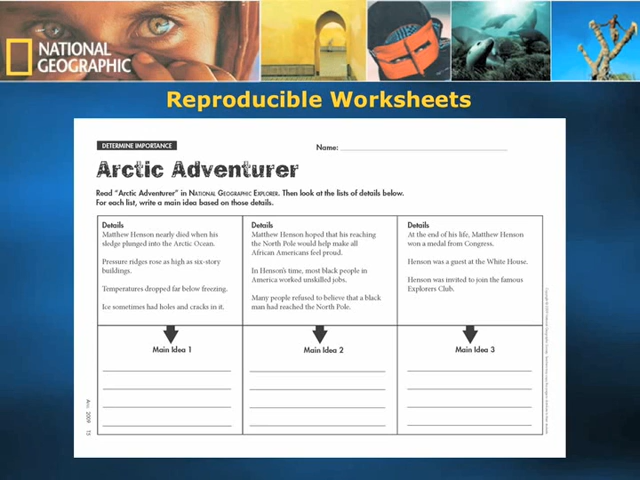 NATIONAL
GEOGRAPHIC
Reproducible Worksheets
DETERMINE IMPORTANCE
Name:
Arctic Adventurer
Read "Arctic Adventurer" in NATIONAL GEOGRAPHIC EXPLORER. Then look at the lists of details below.
For each list, write a main idea based on those details.
Details
Matthew Henson nearly died when his
sledge plunged into the Arctic Ocean.
Pressure ridges rose as high as six-story
buildings.
Temperatures dropped far below freezing.
Ice sometimes had holes and cracks in it.
Details
Matthew Henson hoped that his reaching
the North Pole would help make all
African Americans feel proud.
In Henson's time, most black people in
America worked unskilled jobs.
Many people refused to believe that a black
man had reached the North Pole.
Details
At the end of his life, Matthew Henson
won a medal from Congress.
Henson was a guest at the White House.
Henson was invited to join the famous
Explorers Club.
Main Idea 1
Main Idea 2
Main Idea 3
2009